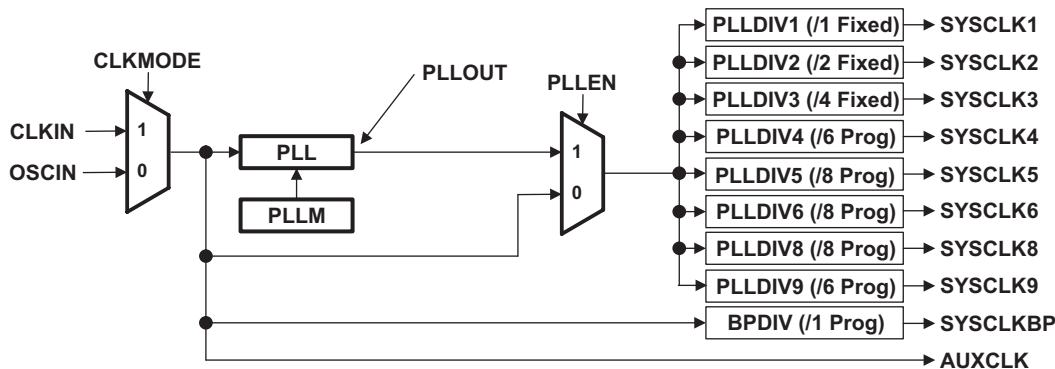 PLLDIV1 (/1 Fixed) SYSCLK1
CLKMODE
PLLOUT
PLLEN
PLLDIV2 (/2 Fixed) SYSCLK2
PLLDIV3 (/4 Fixed) SYSCLK3
CLKIN 1
PLLDIV4 (/6 Prog) SYSCLK4
OSCIN 0
PLL
1
PLLDIV5 (/8 Prog) SYSCLK5
PLLM
0
PLLDIV6 (/8 Prog) SYSCLK6
PLLDIV8 (/8 Prog) SYSCLK8
PLLDIV9 (/6 Prog) SYSCLK9
BPDIV (/1 Prog) SYSCLKBP
AUXCLK